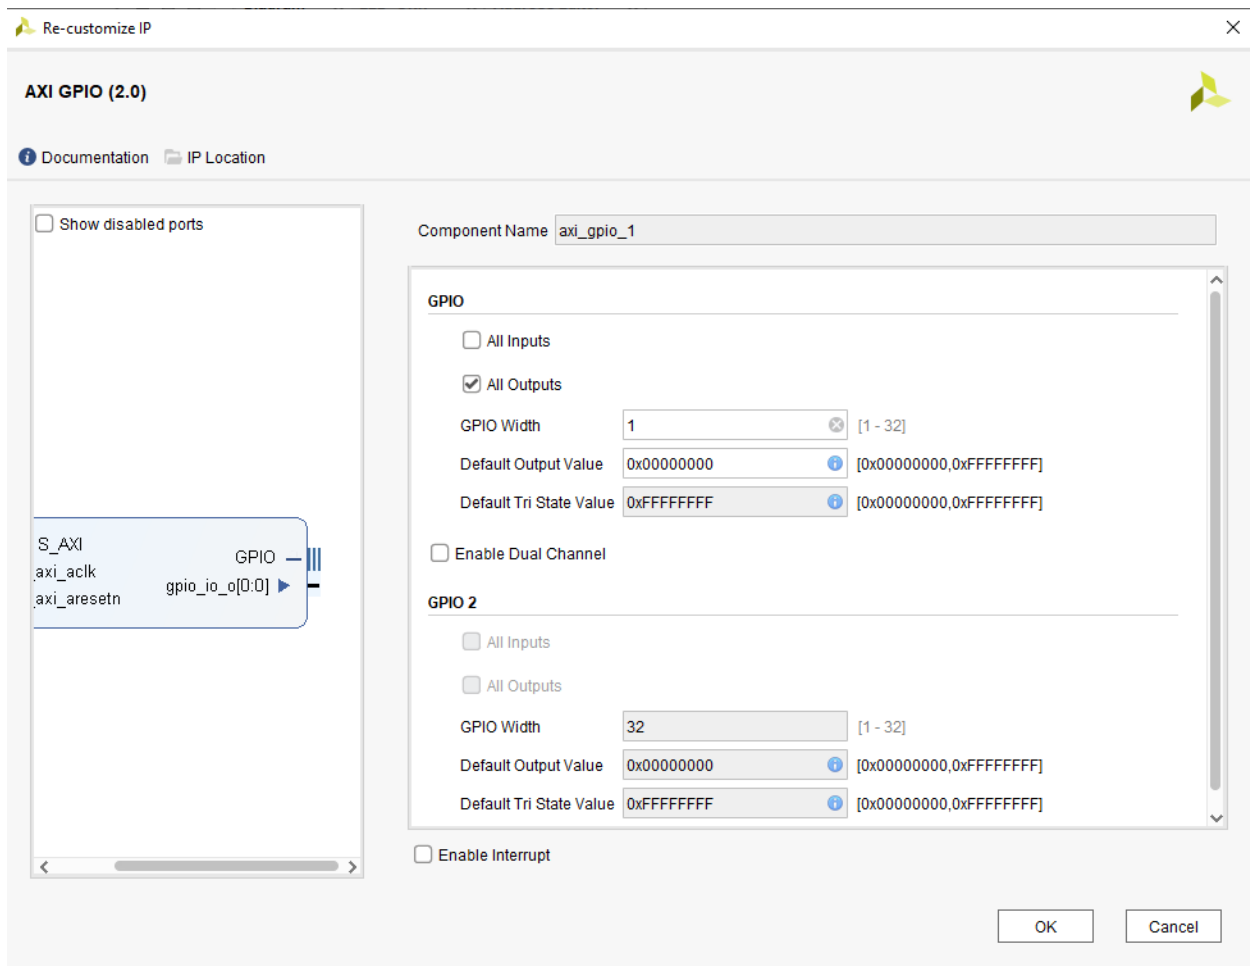 Re-customize IP
AXI GPIO (2.0)
Documentation IP Location
Show disabled ports
S_AXI
_axi_aclk
_axi_aresetn
GPIO
gpio_io_o[0:0]
Component Name axi_gpio_1
GPIO
All Inputs
All Outputs
GPIO Width 1 [1 - 32]
Default Output Value 0x00000000 [0x00000000,0xFFFFFFFF]
Default Tri State Value 0xFFFFFFFF [0x00000000,0xFFFFFFFF]
Enable Dual Channel
GPIO 2
All Inputs
All Outputs
GPIO Width 32 [1 - 32]
Default Output Value 0x00000000 [0x00000000,0xFFFFFFFF]
Default Tri State Value 0xFFFFFFFF [0x00000000,0xFFFFFFFF]
Enable Interrupt
OK Cancel